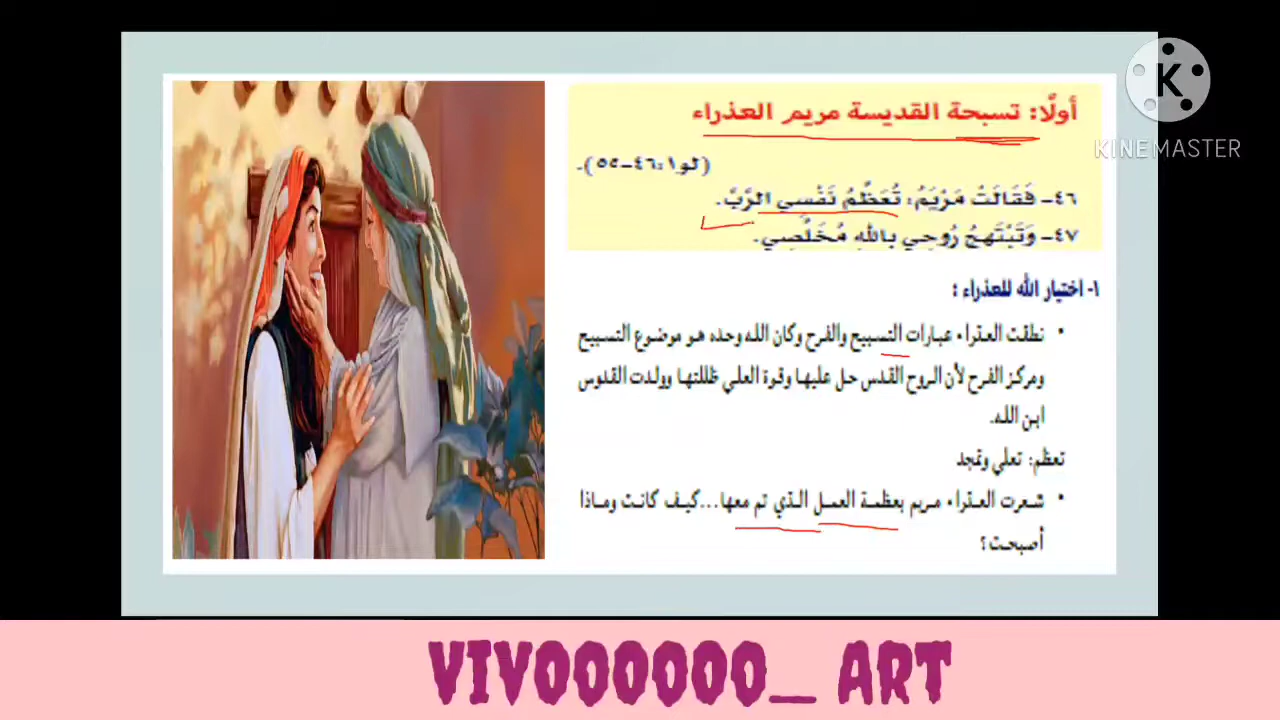 KINEMASTER
أولًا: تسبحة القديسة مريم العذراء
(لو١: ٤٦-٥٥).
٤٦- فَقَالَتْ مَرْيَمُ: تُعَظِّمُ نَفْسِي الرَّبَّ.
٤٧- وَتَبْتَهِجُ رُوحِي بِاللهِ مُخَلِّصِي.
١- اختيار الله للعذراء :
• نطقت العذراء عبارات التسبيح والفرح وكان الله وحده هو موضوع التسبيح
ومركز الفرح لأن الروح القدس حل عليها وقوة العلي ظللتها وولدت القدوس
ابن الله.
تعظم: تعلي وتمجد
• شعرت العذراء مريم بعظمة العمل الذي تم معها...كيف كانت وماذا
أصبحت؟
VIVOOOOOO_ ART